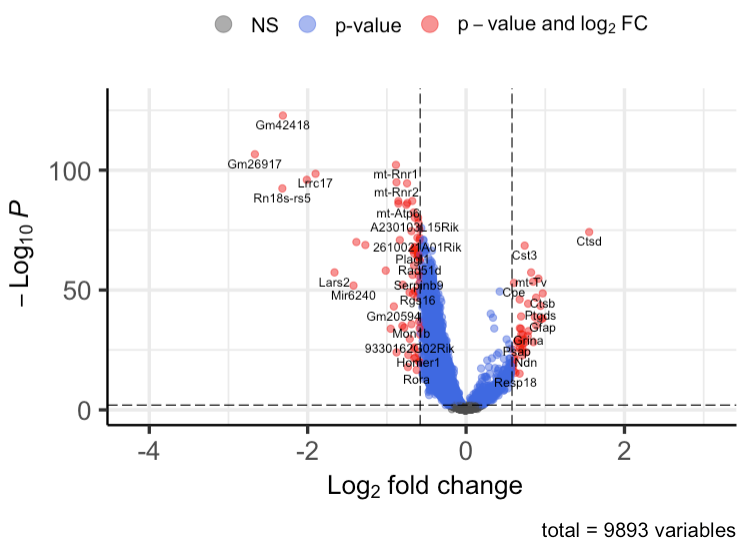 NS p-value p – value and log2 FC
Gm42418
Gm26917
Lrrc17
Rn18s-rs5
mt-Rnr1
mt-Rnr2
mt-Atp6
A230103L15Rik
2610021A01Rik
Plagl1
Rad51d
Lars2
Mir6240
Serpinb9
Rgs16
Gm20594
Mon1b
9330162G02Rik
Homer1
Rora
Ctsd
Cst3
mt-Tv
Cpe
Ctsb
Ptgds
Gfap
Grina
Psap
Ndn
Resp18
– Log10 P
100
50
0
-4 -2 0 2
Log2 fold change
total = 9893 variables